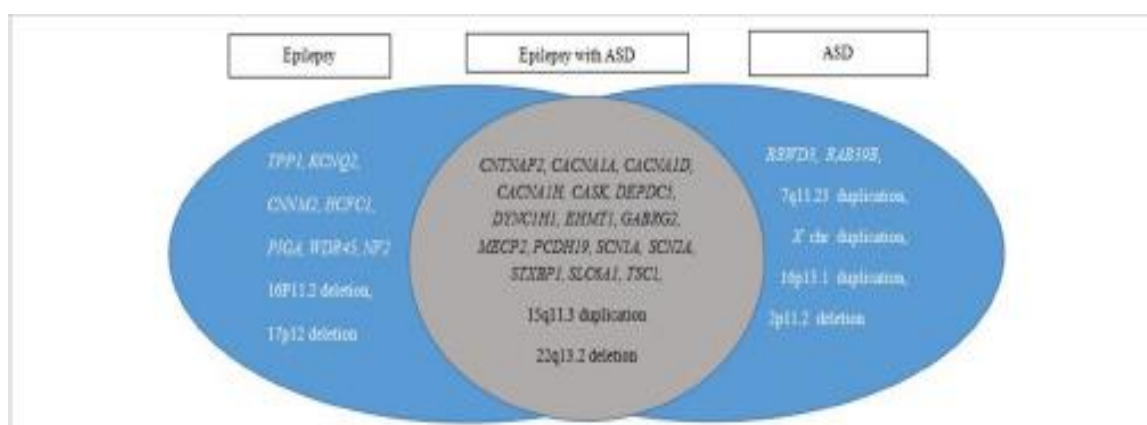 Epilepsy
Epilepsy with ASD
ASD
TPP1, KCNQ2,
CNNM2, HCFC1,
PIGA, WDR45, NF2
16P11.2 deletion,
17p12 deletion
CNTNAP2, CACNA1A, CACNA1D,
CACNA1H, CASK, DEPDC5,
DYNC1H1, EHMT1, GABRG2,
MECP2, PCDH19, SCN1A, SCN2A,
STXBP1, SLC6A1, TSC1,
15q11.3 duplication
22q13.2 deletion
RAB39B,
7q11.23 duplication,
X chr duplication,
16p13.1 duplication,
2p11.2 deletion